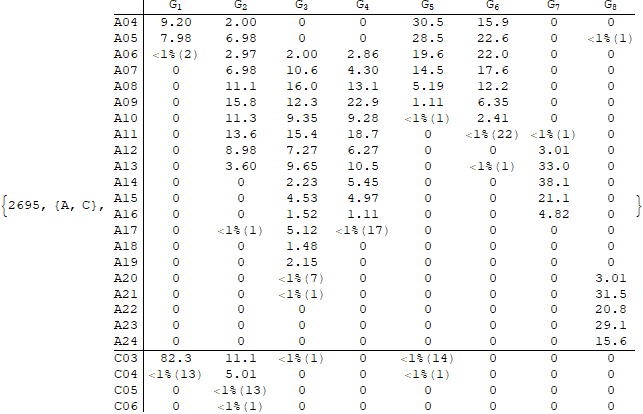 G1 G2 G3 G4 G5 G6 G7 G8
A04 9.20 2.00 0 0 30.5 15.9 0 0
A05 7.98 6.98 0 0 28.5 22.6 0 <1%(1)
A06 <1%(2) 2.97 2.00 2.86 19.6 22.0 0 0
A07 0 6.98 10.6 4.30 14.5 17.6 0 0
A08 0 11.1 16.0 13.1 5.19 12.2 0 0
A09 0 15.8 12.3 22.9 1.11 6.35 0 0
A10 0 11.3 9.35 9.28 <1%(1) 2.41 0 0
A11 0 13.6 15.4 18.7 0 <1%(22) <1%(1) 0
A12 0 8.98 7.27 6.27 0 0 3.01 0
A13 0 3.60 9.65 10.5 0 <1%(1) 33.0 0
A14 0 0 2.23 5.45 0 0 38.1 0
{2695, {A, C}, A15 0 0 4.53 4.97 0 0 21.1 0 }
A16 0 0 1.52 1.11 0 0 4.82 0
A17 0 <1%(1) 5.12 <1%(17) 0 0 0 0
A18 0 0 1.48 0 0 0 0 0
A19 0 0 2.15 0 0 0 0 0
A20 0 0 <1%(7) 0 0 0 0 3.01
A21 0 0 <1%(1) 0 0 0 0 31.5
A22 0 0 0 0 0 0 0 20.8
A23 0 0 0 0 0 0 0 29.1
A24 0 0 0 0 0 0 0 15.6
C03 82.3 11.1 <1%(1) 0 <1%(14) 0 0 0
C04 <1%(13) 5.01 0 0 <1%(1) 0 0 0
C05 0 <1%(13) 0 0 0 0 0 0
C06 0 <1%(1) 0 0 0 0 0 0